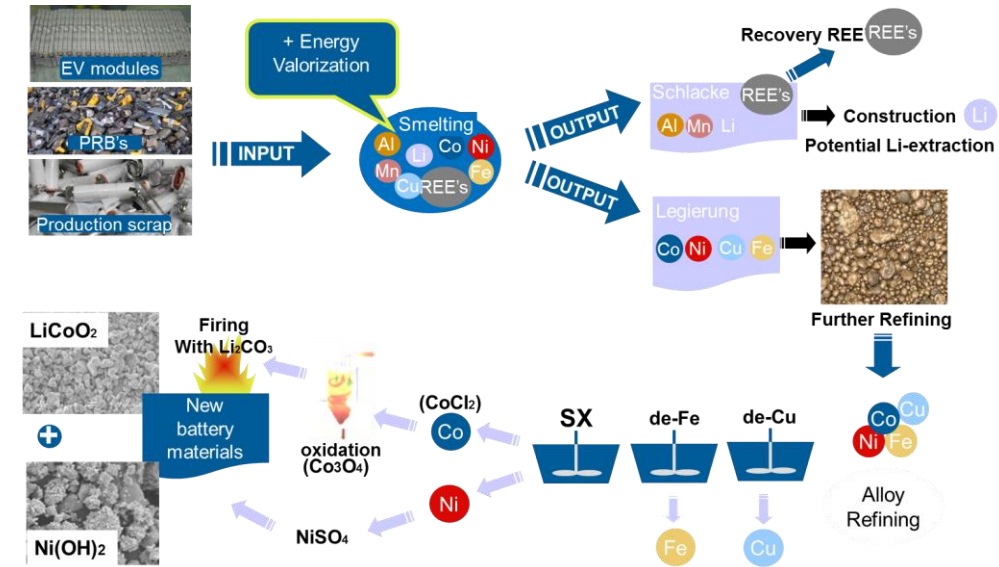 EV modules
PRB's
Production scrap
INPUT
+ Energy
Valorization
Smelting
Al
Li
Co
Ni
Mn
Cu
REE's
Fe
OUTPUT
OUTPUT
Schlacke
REE's
Al
Mn
Li
Recovery REE
REE's
Construction
Li
Potential Li-extraction
Legierung
Co
Ni
Cu
Fe
Further Refining
Co
Cu
Ni
Fe
Alloy
Refining
de-Cu
Cu
de-Fe
Fe
SX
(CoCl₂)
Co
Ni
NiSO₄
oxidation
(Co₃O₄)
Firing
With Li₂CO₃
New
battery
materials
LiCoO₂
+
Ni(OH)₂